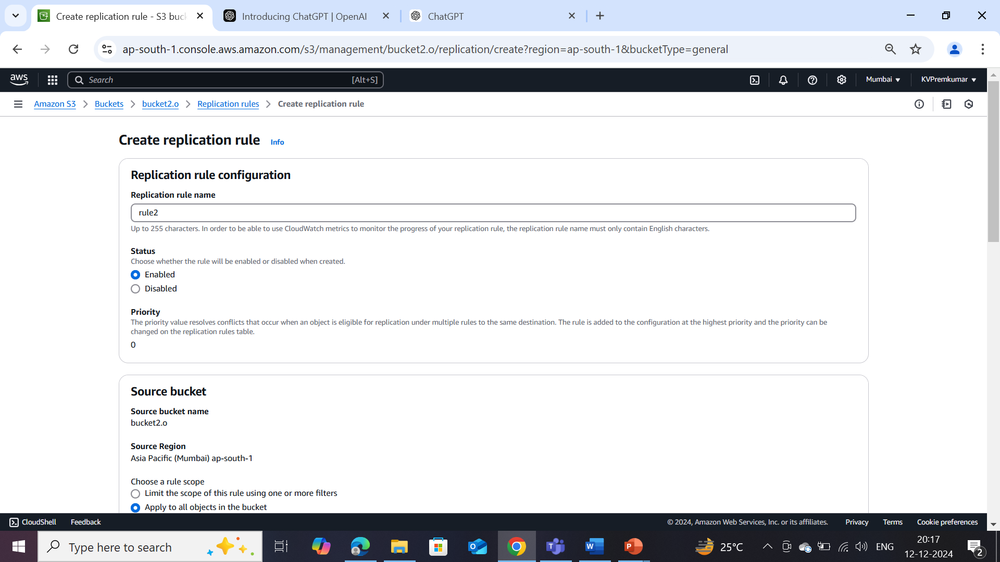 Create replication rule - S3 buc
Introducing ChatGPT | OpenAI
ChatGPT
ap-south-1.console.aws.amazon.com/s3/management/bucket2.o/replication/create?region=ap-south-1&bucketType=general
aws
Search
[Alt+S]
Mumbai
KVPremkumar
Amazon S3
Buckets
bucket2.o
Replication rules
Create replication rule
Create replication rule
Info
Replication rule configuration
Replication rule name
rule2
Up to 255 characters. In order to be able to use CloudWatch metrics to monitor the progress of your replication rule, the replication rule name must only contain English characters.
Status
Choose whether the rule will be enabled or disabled when created.
Enabled
Disabled
Priority
The priority value resolves conflicts that occur when an object is eligible for replication under multiple rules to the same destination. The rule is added to the configuration at the highest priority and the priority can be
changed on the replication rules table.
0
Source bucket
Source bucket name
bucket2.o
Source Region
Asia Pacific (Mumbai) ap-south-1
Choose a rule scope
Limit the scope of this rule using one or more filters
Apply to all objects in the bucket
CloudShell
Feedback
© 2024, Amazon Web Services, Inc. or its affiliates.
Privacy
Terms
Cookie preferences
Type here to search
25°C
ENG
20:17
12-12-2024
2